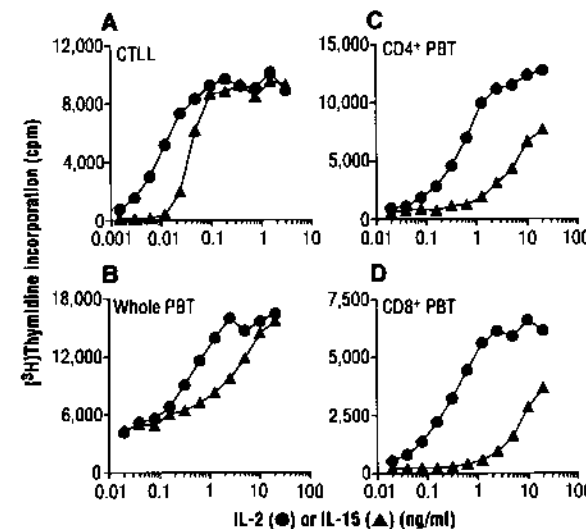 A
CTLL
12,000
8,000
4,000
0
0.001 0.01 0.1 1 10
B
Whole PBT
18,000
12,000
6,000
0
0.01 0.1 1 10 100
C
CD4+ PBT
15,000
10,000
5,000
0
0.01 0.1 1 10 100
D
CD8+ PBT
7,500
5,000
2,500
0
0.01 0.1 1 10 100
[³H]Thymidine incorporation (cpm)
IL-2 (●) or IL-15 (▲) (ng/ml)